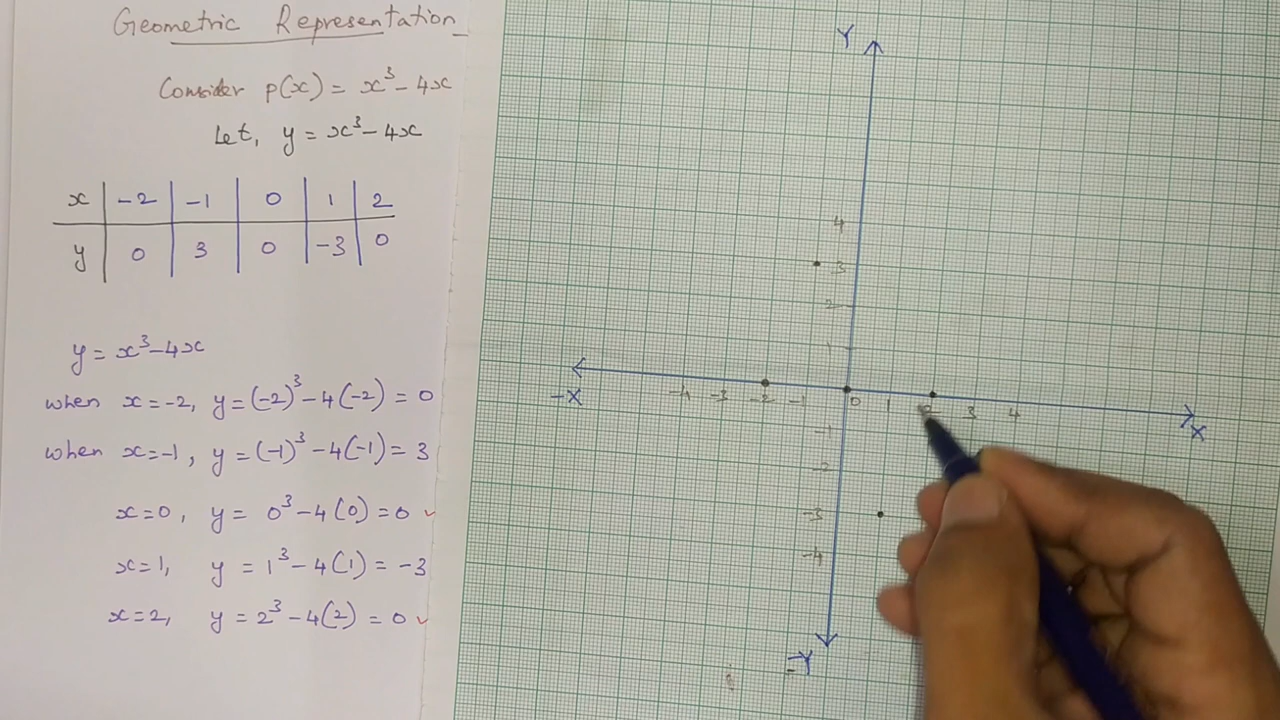 Geometric Representation
Consider p(x) = x³ - 4x
Let, y = x³ - 4x
x | -2 | -1 | 0 | 1 | 2
y | 0 | 3 | 0 | -3 | 0
y = x³ - 4x
when x = -2, y = (-2)³ - 4(-2) = 0
when x = -1, y = (-1)³ - 4(-1) = 3
x = 0, y = 0³ - 4(0) = 0 ✓
x = 1, y = 1³ - 4(1) = -3
x = 2, y = 2³ - 4(2) = 0 ✓
Y
4
3
2
1
-X -4 -3 -2 -1 0 1 2 3 4 X
-1
-2
-3
-4
-Y